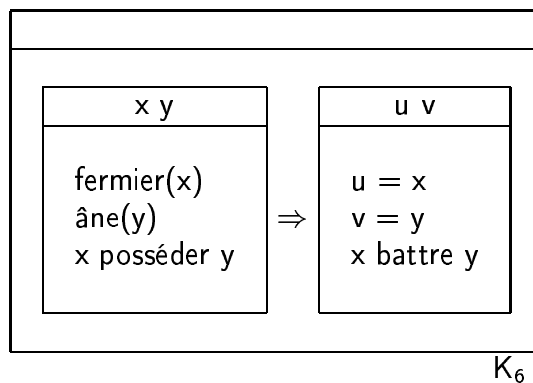 x y
fermier(x)
âne(y)
x posséder y
⇒
u v
u = x
v = y
x battre y
K₆